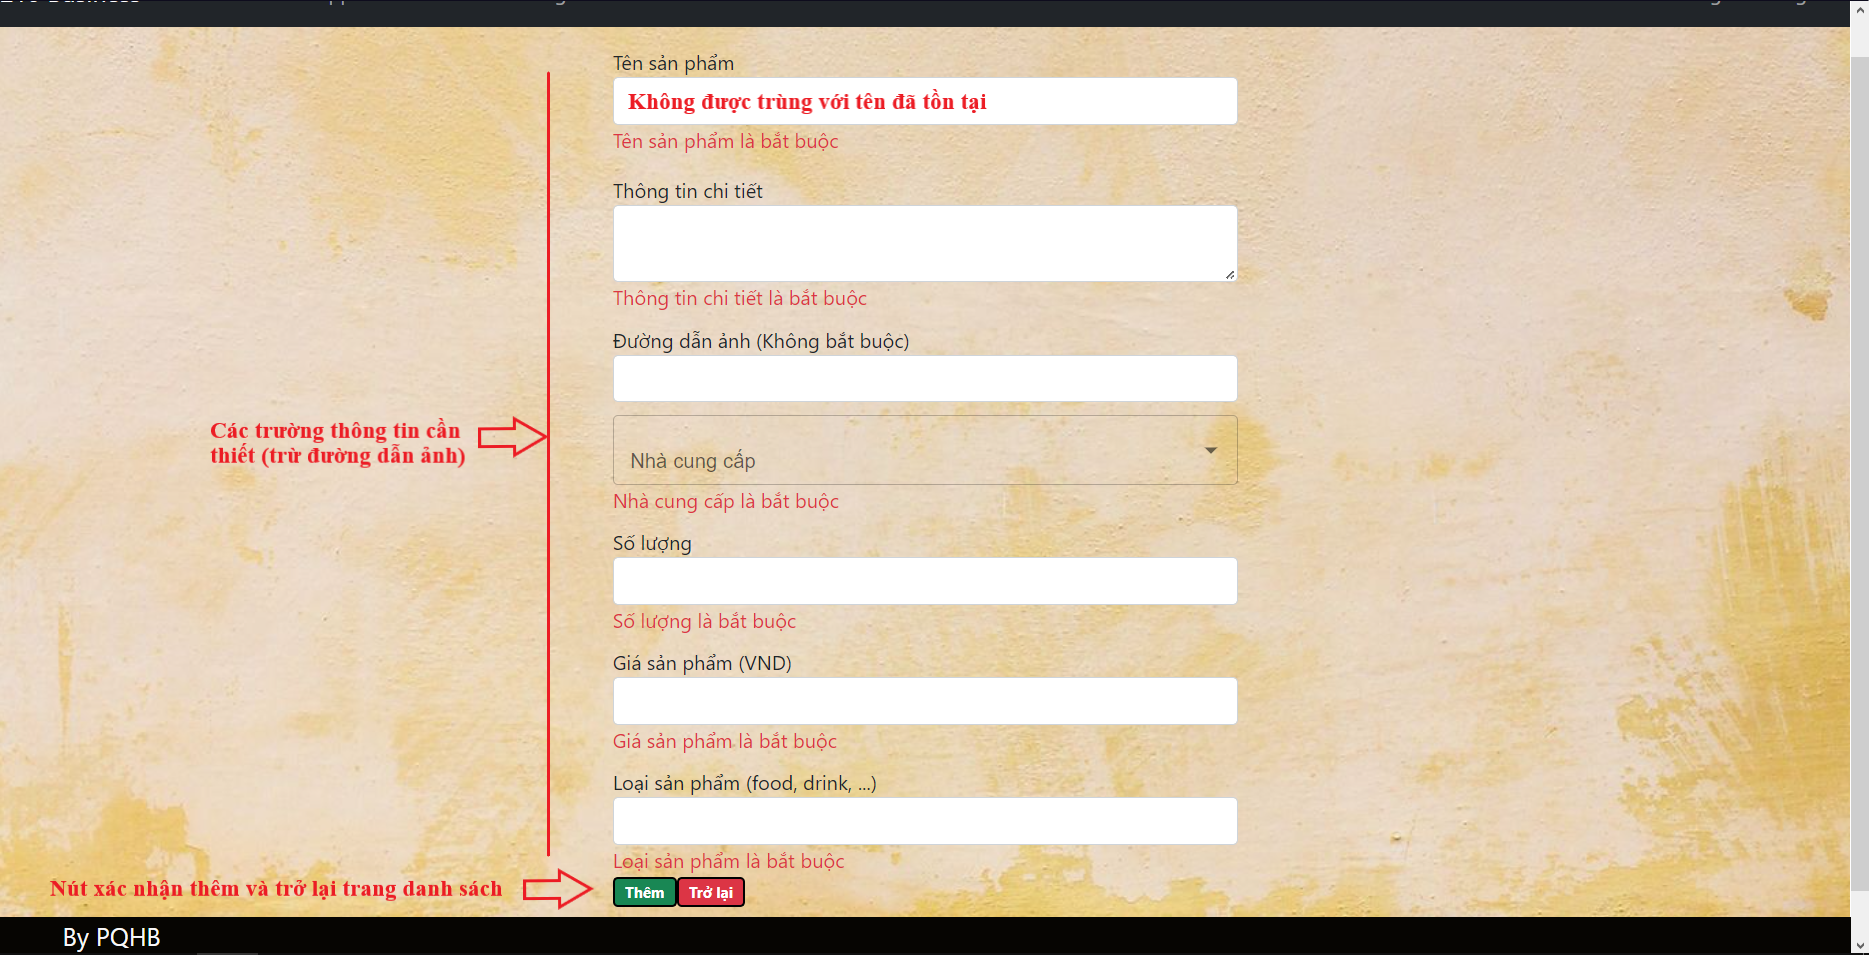 Tên sản phẩm
Không được trùng với tên đã tồn tại
Tên sản phẩm là bắt buộc
Thông tin chi tiết
Thông tin chi tiết là bắt buộc
Đường dẫn ảnh (Không bắt buộc)
Các trường thông tin cần
thiết (trừ đường dẫn ảnh)
Nhà cung cấp
Nhà cung cấp là bắt buộc
Số lượng
Số lượng là bắt buộc
Giá sản phẩm (VND)
Giá sản phẩm là bắt buộc
Loại sản phẩm (food, drink, ...)
Loại sản phẩm là bắt buộc
Nút xác nhận thêm và trở lại trang danh sách
Thêm Trở lại
By PQHB